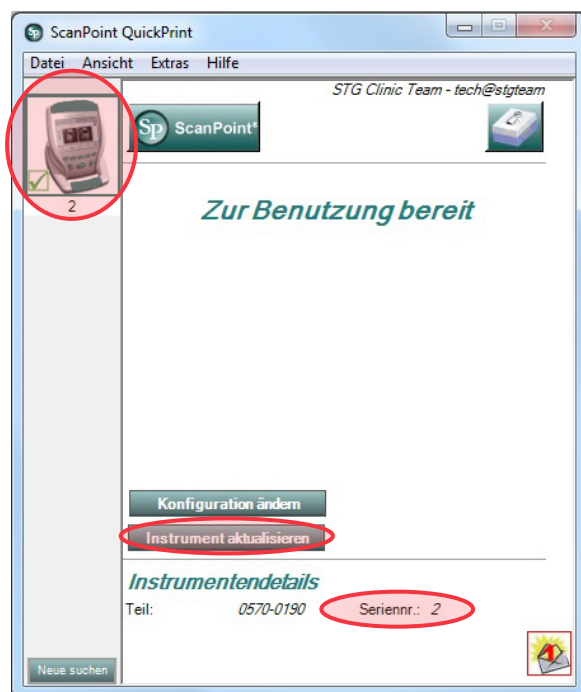 ScanPoint QuickPrint
Datei Ansicht Extras Hilfe
STG Clinic Team - tech@stgteam
Sp ScanPoint*
2
Zur Benutzung bereit
Konfiguration ändern
Instrument aktualisieren
Instrumentendetails
Teil: 0570-0190 Seriennr.: 2
Neue suchen